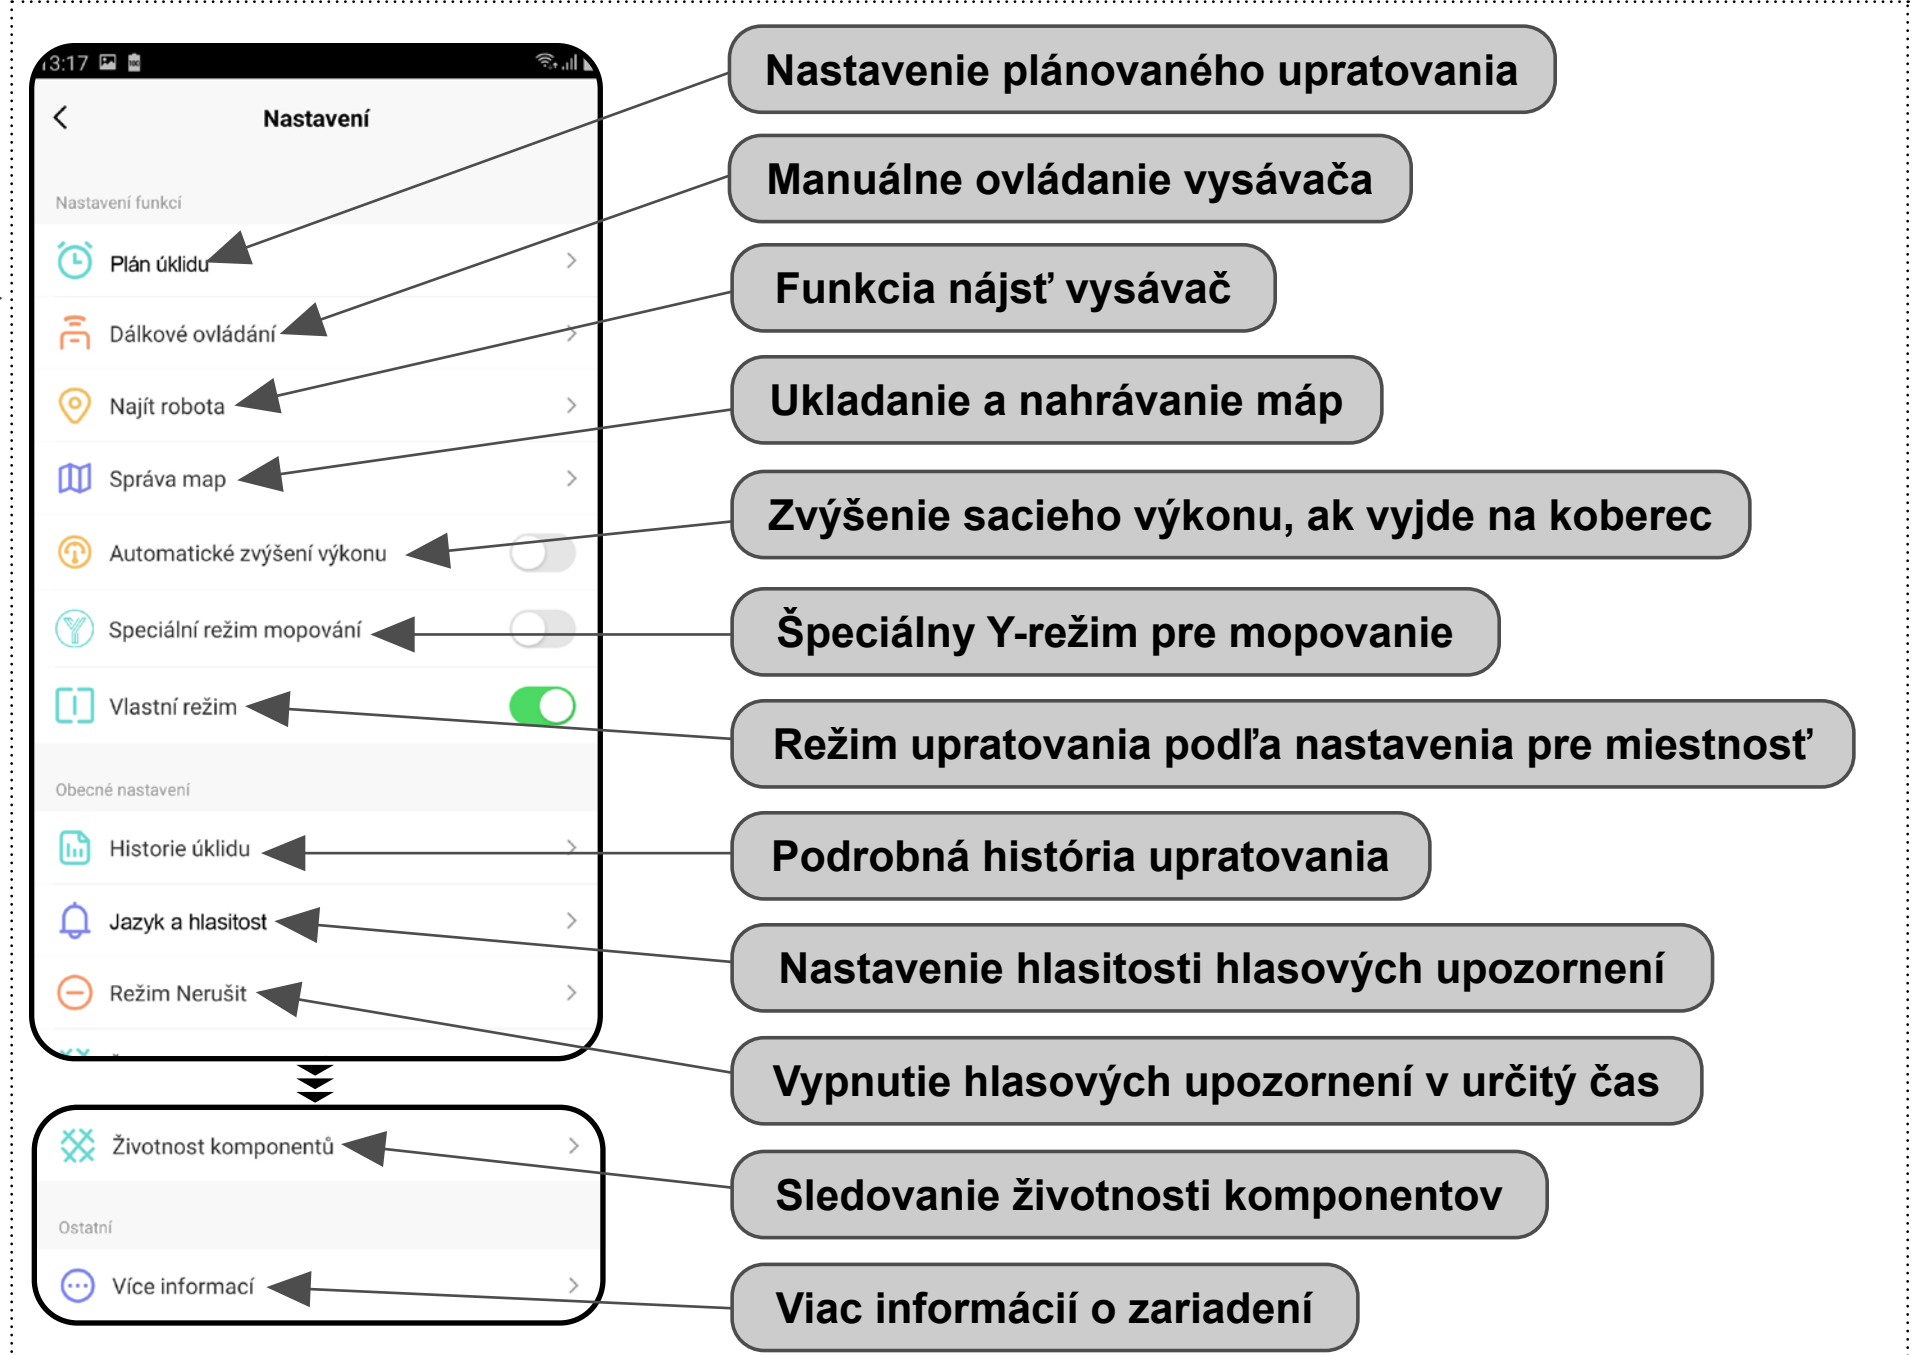 3:17
Nastavení
Nastavení funkcí
Plán úklidu
Dálkové ovládání
Najít robota
Správa map
Automatické zvýšení výkonu
Speciální režim mopování
Vlastní režim
Obecné nastavení
Historie úklidu
Jazyk a hlasitost
Režim Nerušit
Životnost komponentů
Ostatní
Více informací
Nastavenie plánovaného upratovania
Manuálne ovládanie vysávača
Funkcia nájsť vysávač
Ukladanie a nahrávanie máp
Zvýšenie sacieho výkonu, ak vyjde na koberec
Špeciálny Y-režim pre mopovanie
Režim upratovania podľa nastavenia pre miestnosť
Podrobná história upratovania
Nastavenie hlasitosti hlasových upozornení
Vypnutie hlasových upozornení v určitý čas
Sledovanie životnosti komponentov
Viac informácií o zariadení